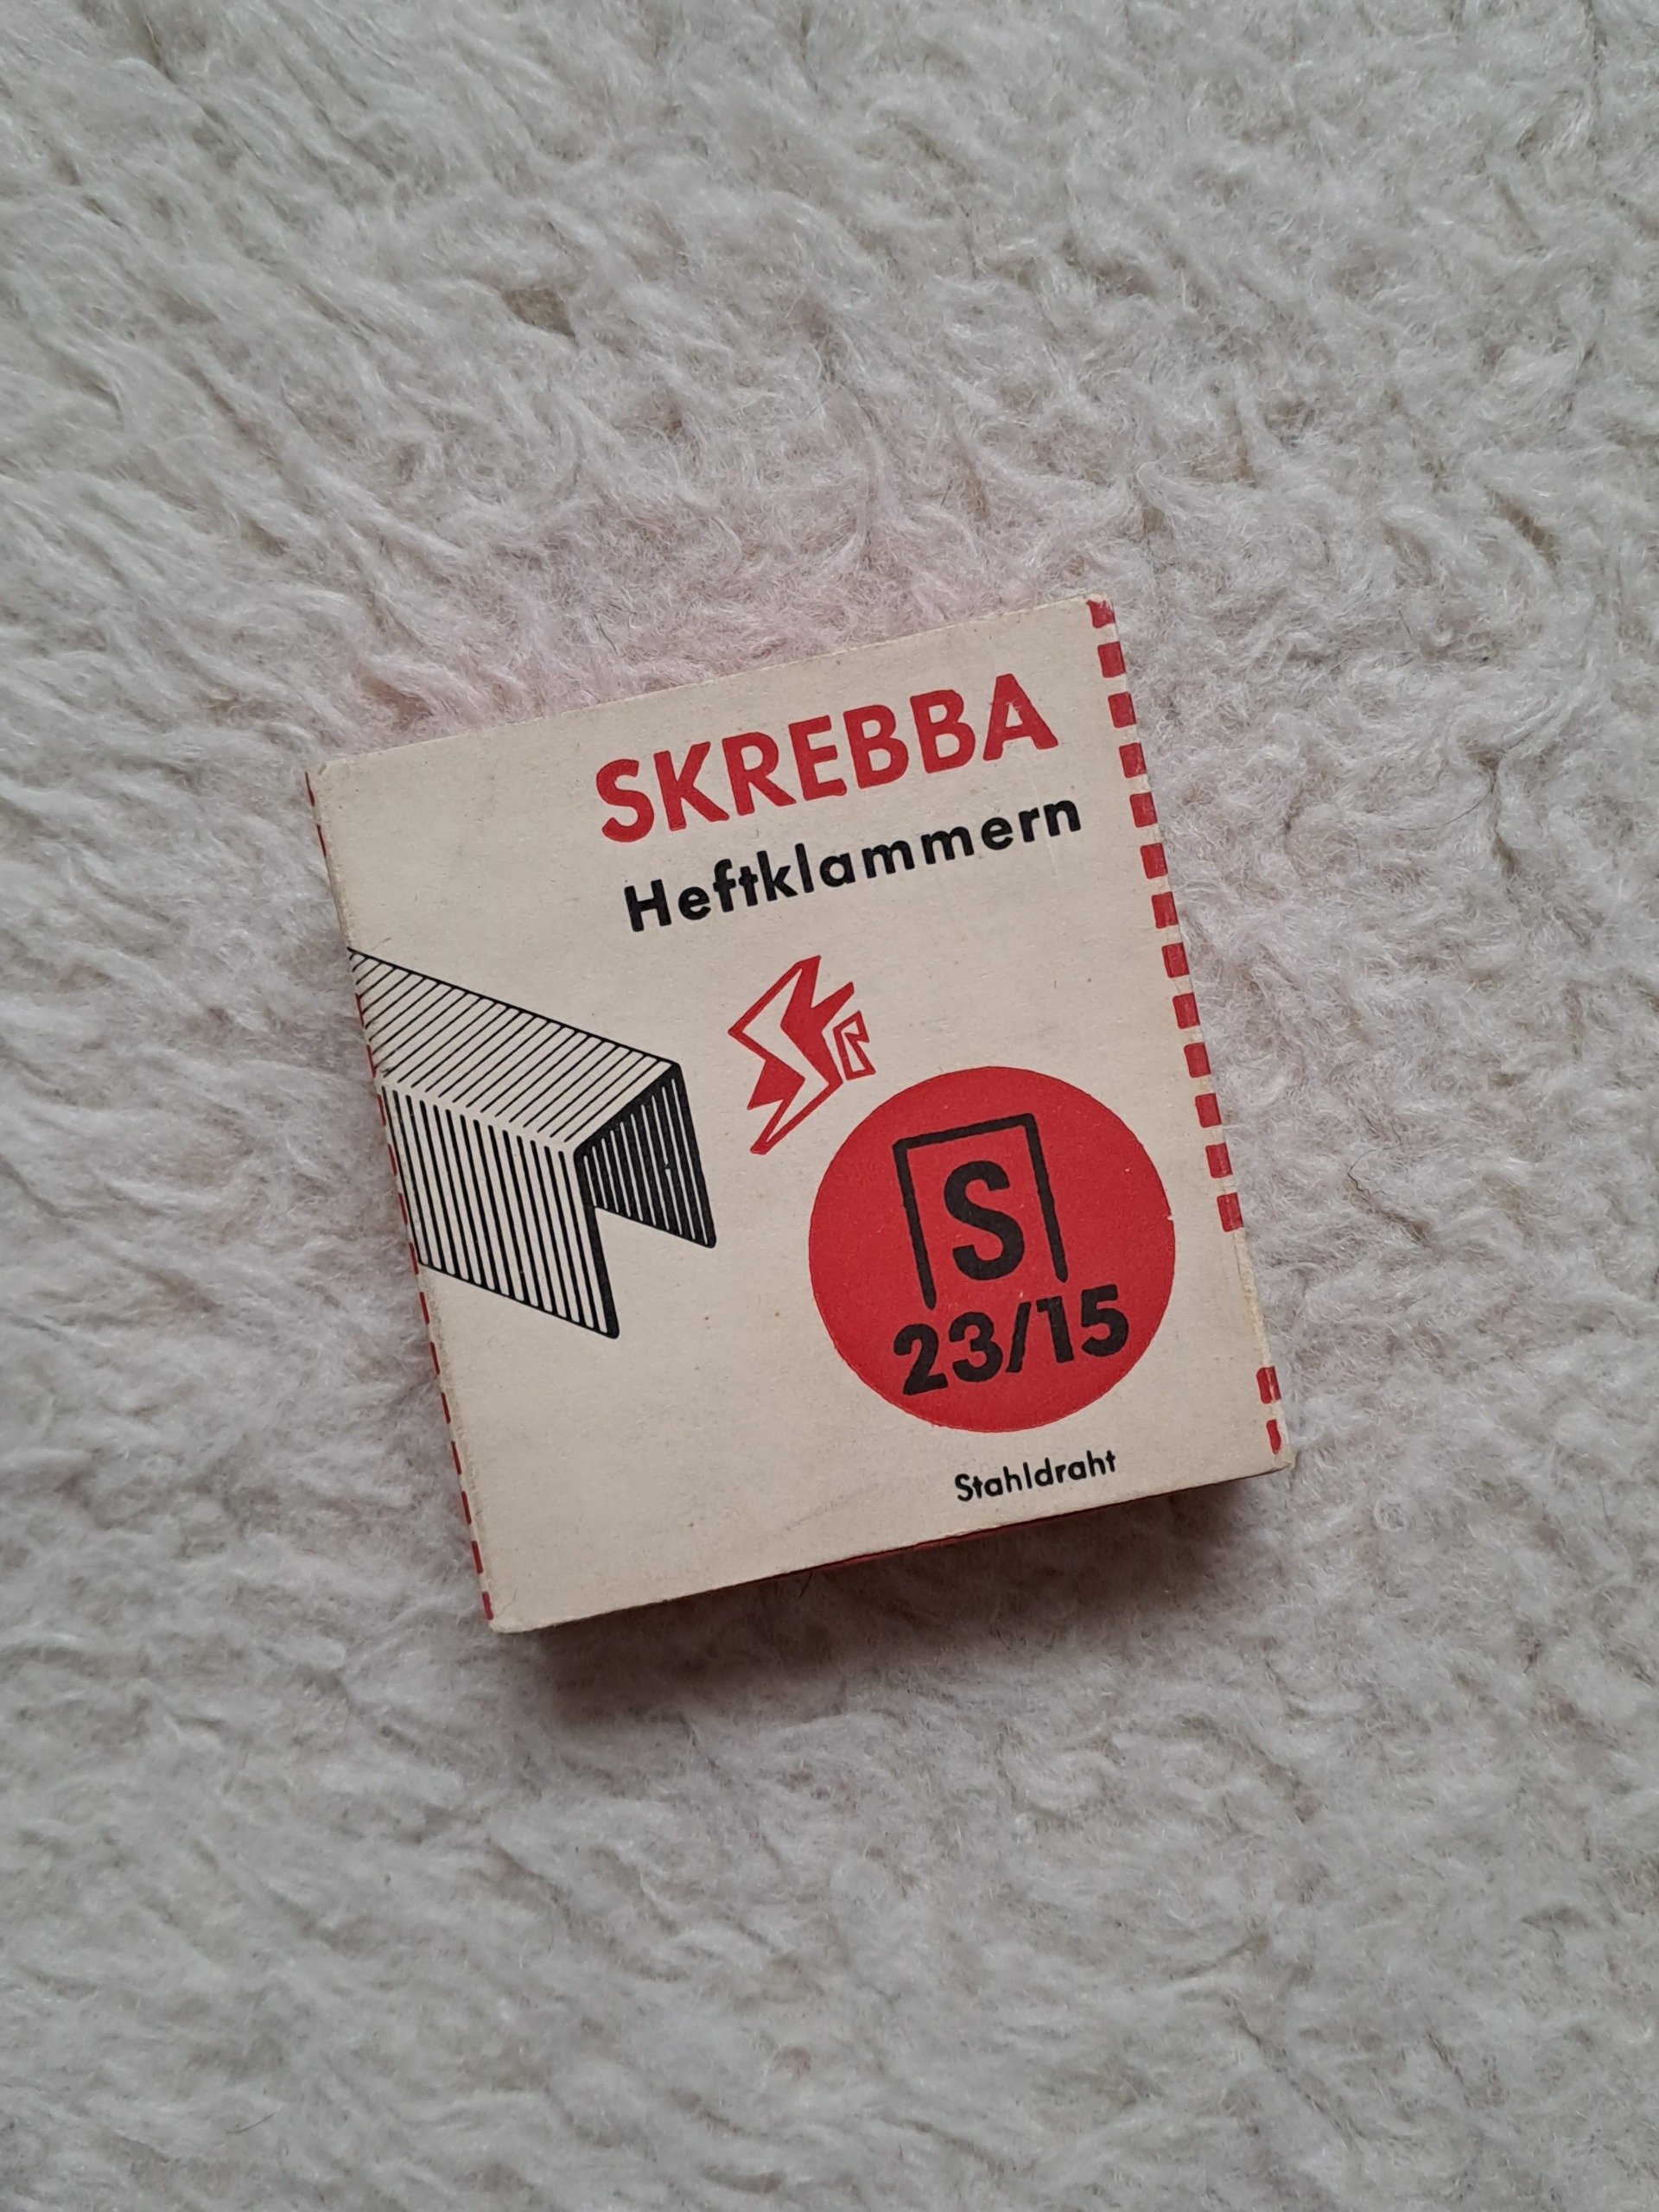 SKREBBA
Heftklammern
S
23/15
Stahldraht